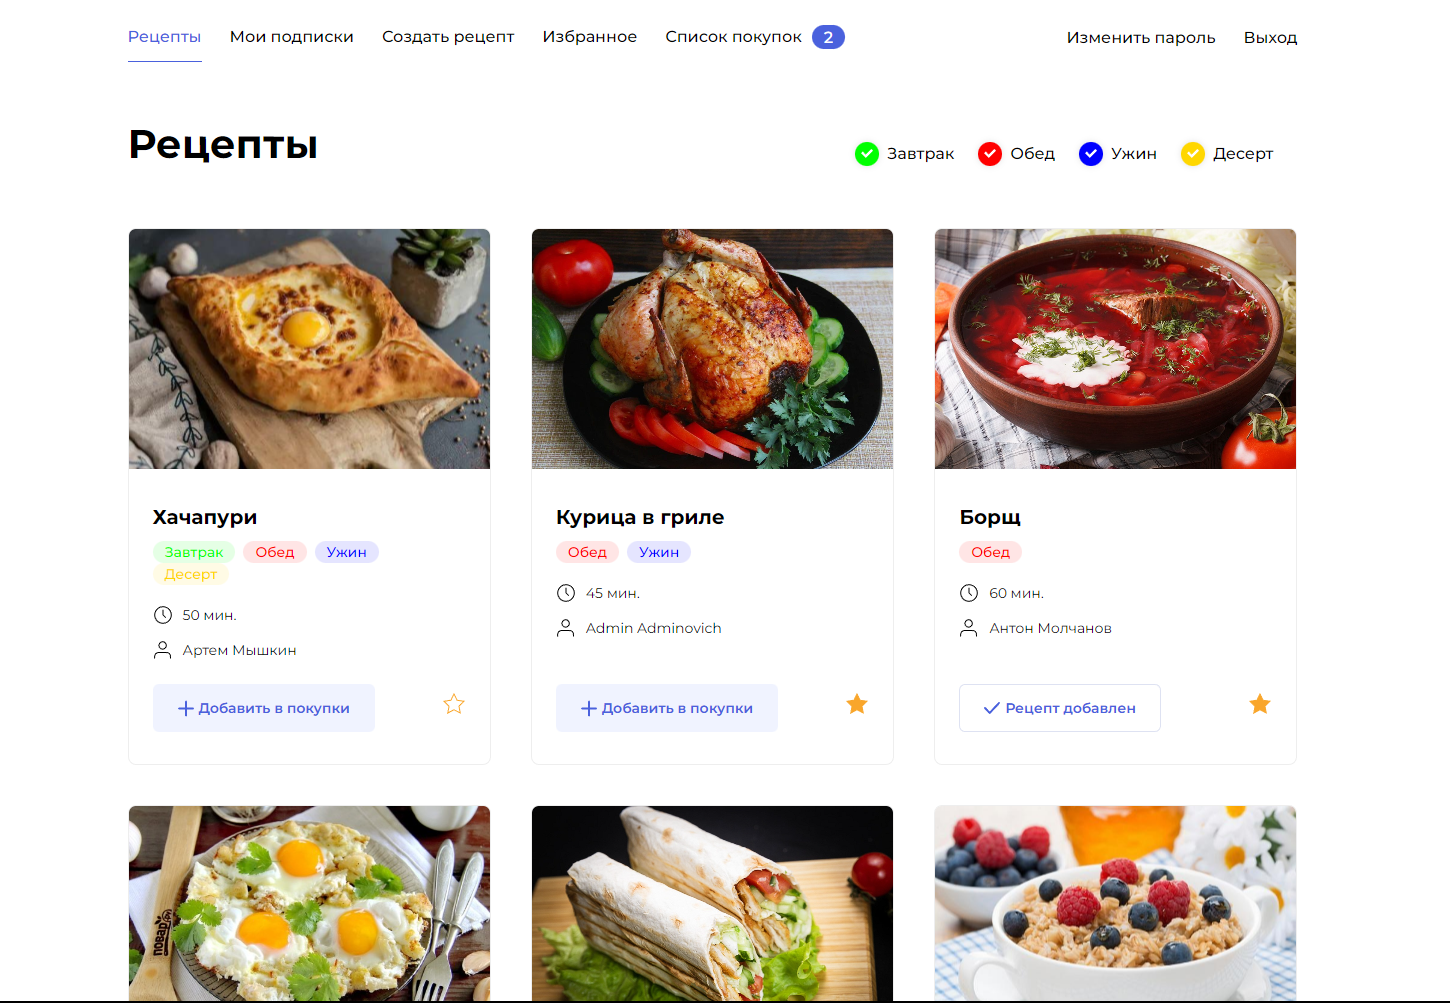 Рецепты Мои подписки Создать рецепт Избранное Список покупок 2 Изменить пароль Выход
Рецепты
Завтрак Обед Ужин Десерт
Хачапури
Завтрак Обед Ужин
Десерт
50 мин.
Артем Мышкин
Добавить в покупки
Курица в гриле
Обед Ужин
45 мин.
Admin Adminovich
Добавить в покупки
Борщ
Обед
60 мин.
Антон Молчанов
Рецепт добавлен
повар